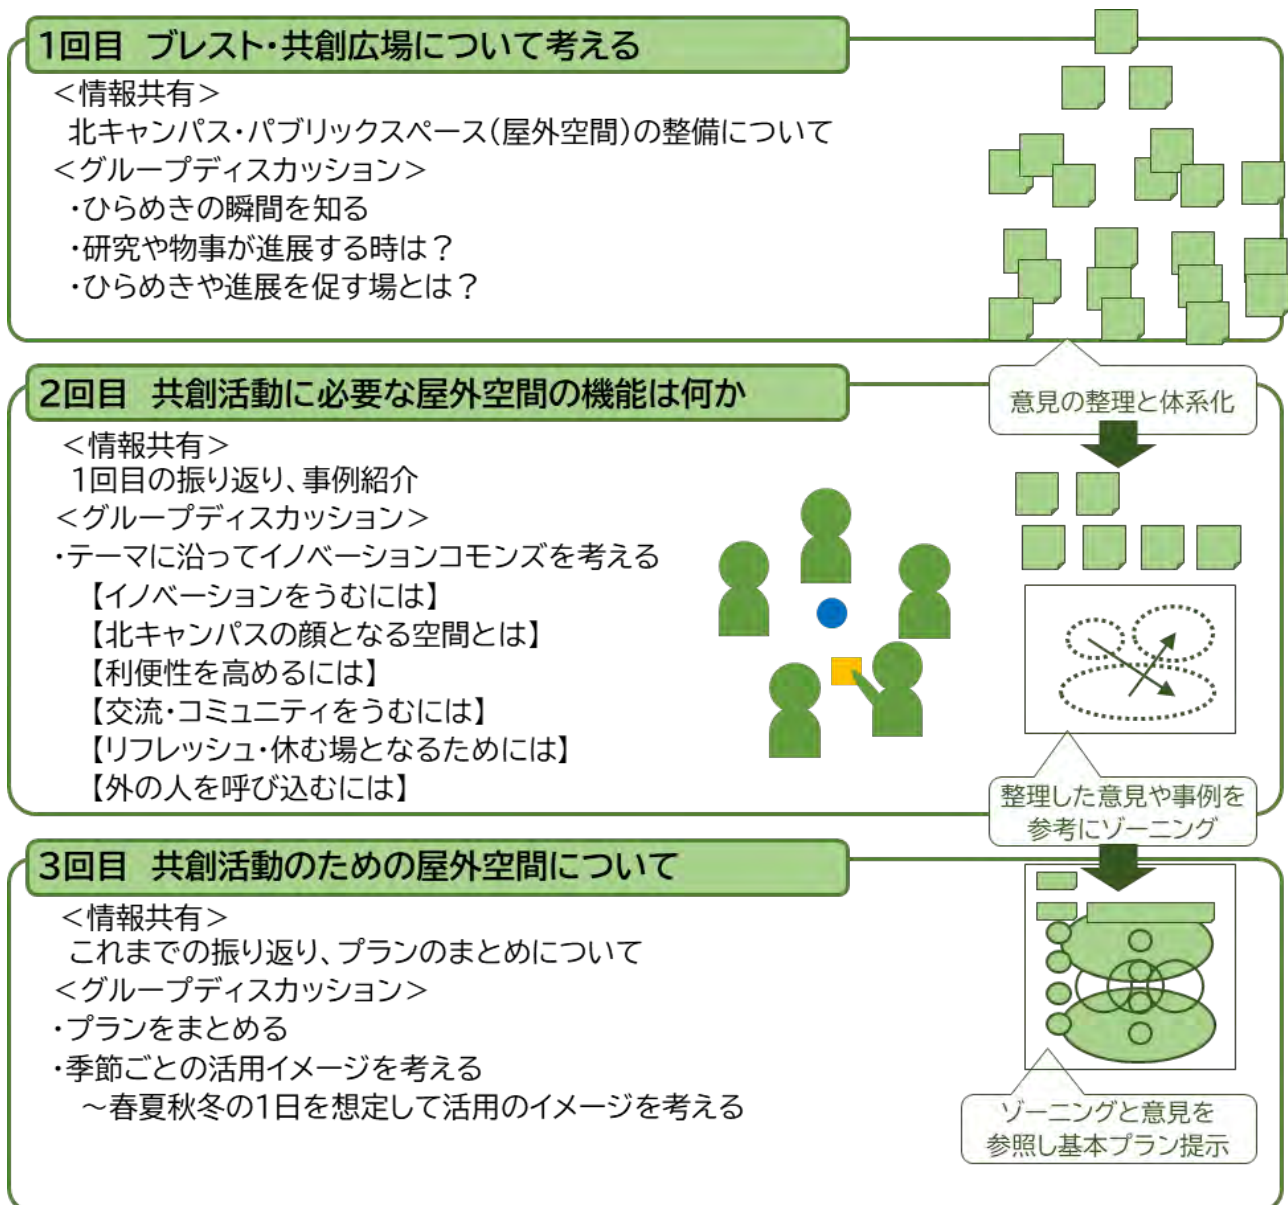 1回目 ブレスト・共創広場について考える
＜情報共有＞
北キャンパス・パブリックスペース（屋外空間）の整備について
＜グループディスカッション＞
・ひらめきの瞬間を知る
・研究や物事が進展する時は？
・ひらめきや進展を促す場とは？
意見の整理と体系化
2回目 共創活動に必要な屋外空間の機能は何か
＜情報共有＞
1回目の振り返り、事例紹介
＜グループディスカッション＞
・テーマに沿ってイノベーションコモンズを考える
【イノベーションをうむには】
【北キャンパスの顔となる空間とは】
【利便性を高めるには】
【交流・コミュニティをうむには】
【リフレッシュ・休む場となるためには】
【外の人を呼び込むには】
整理した意見や事例を
参考にゾーニング
3回目 共創活動のための屋外空間について
＜情報共有＞
これまでの振り返り、プランのまとめについて
＜グループディスカッション＞
・プランをまとめる
・季節ごとの活用イメージを考える
～春夏秋冬の1日を想定して活用のイメージを考える
ゾーニングと意見を
参照し基本プラン提示